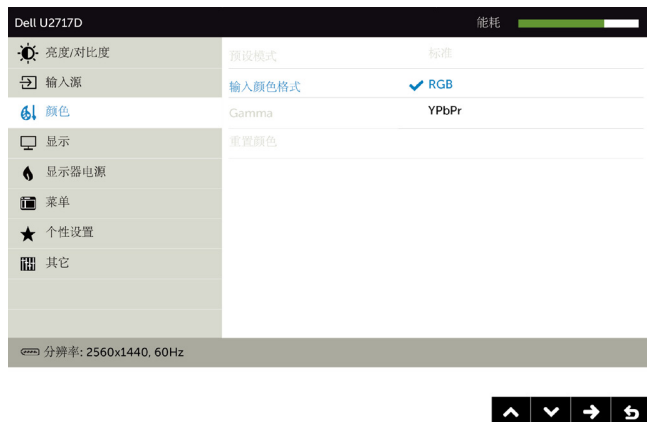 Dell U2717D 能耗
亮度/对比度 预设模式 标准
输入源 输入颜色格式 RGB
颜色 Gamma YPbPr
显示 重置颜色
显示器电源
菜单
个性设置
其它
分辨率: 2560x1440, 60Hz